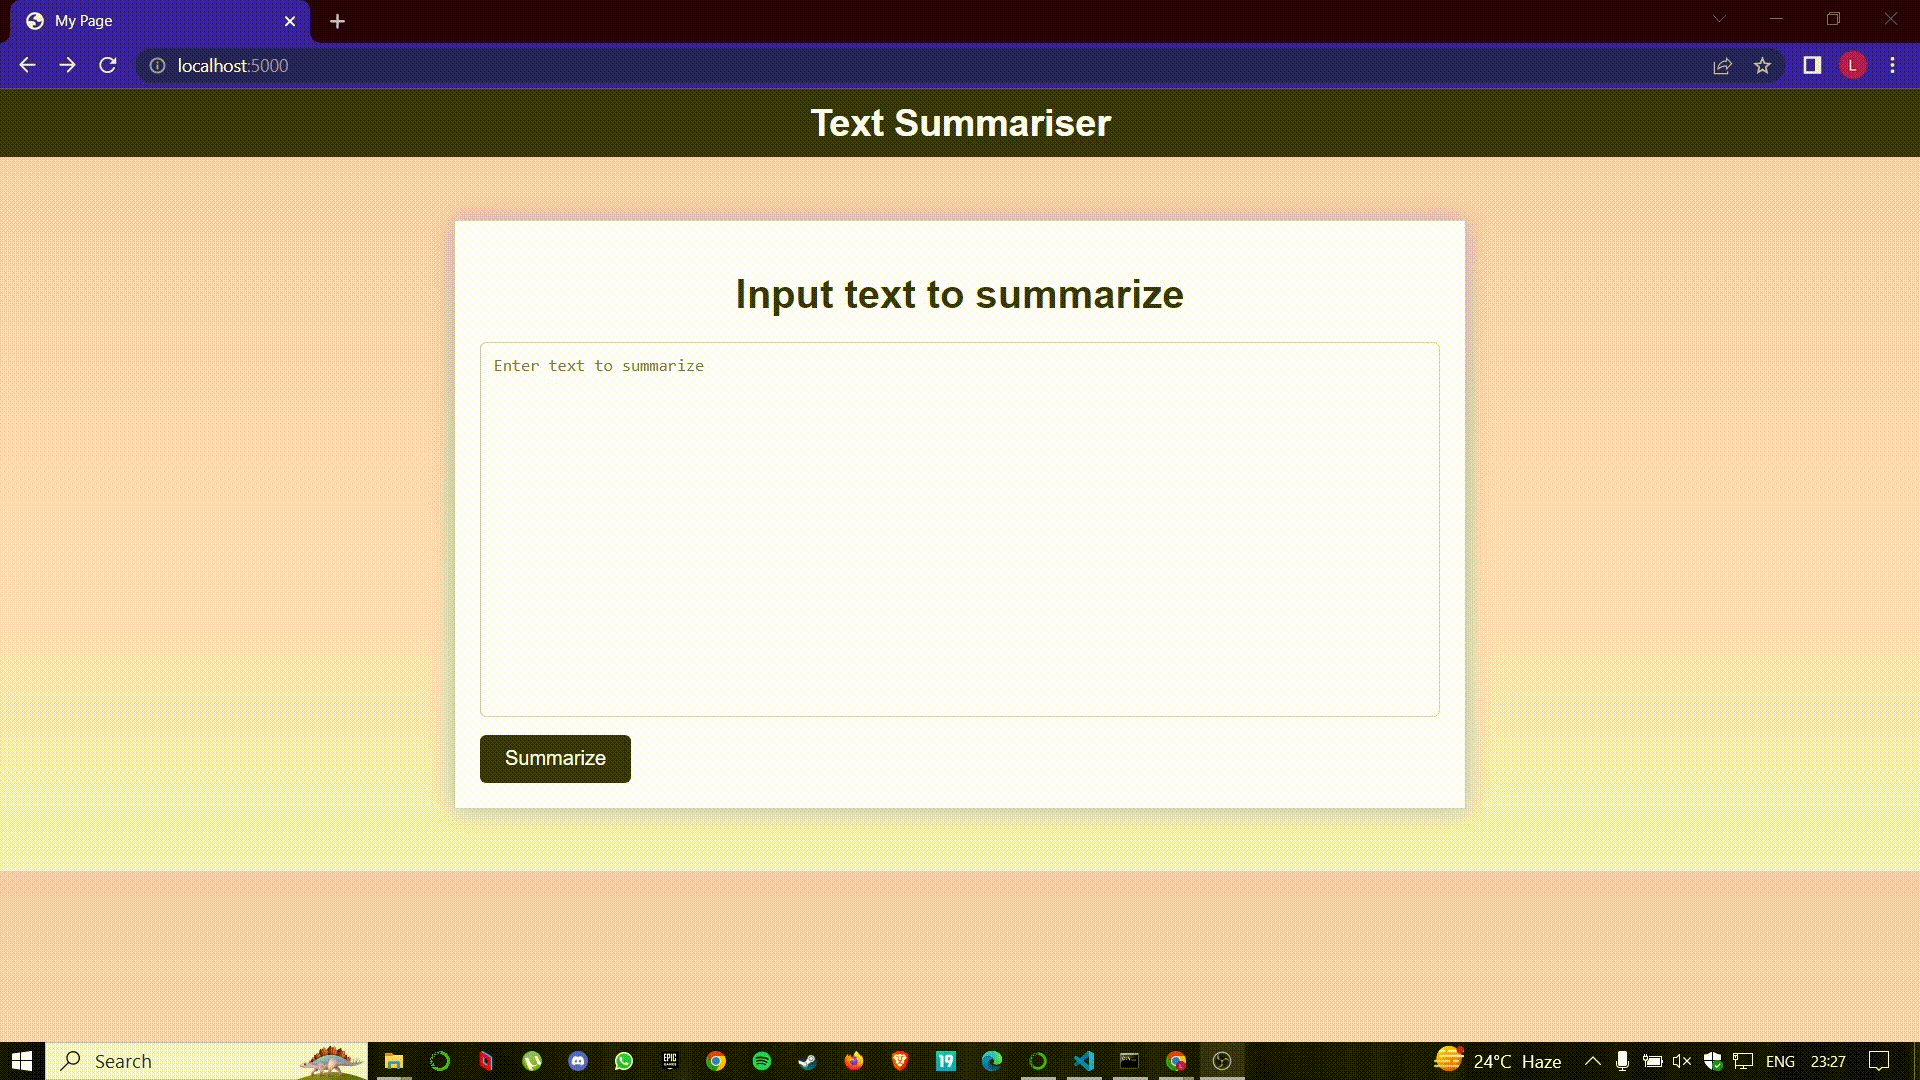 My Page
localhost:5000
L
Text Summariser
Input text to summarize
Enter text to summarize
Summarize
Search
EPIC
GAMES
19
24°C Haze
ENG
23:27